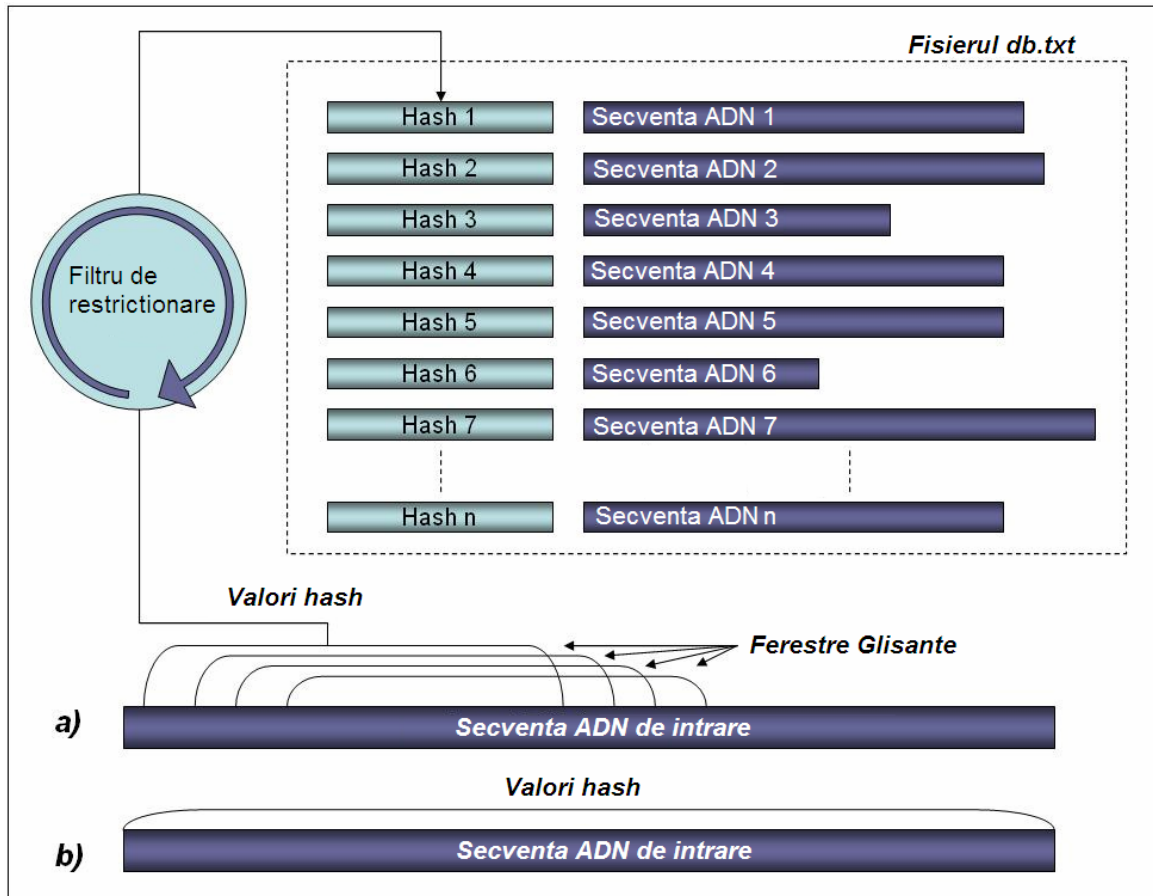 Fisierul db.txt
Hash 1
Secventa ADN 1
Hash 2
Secventa ADN 2
Hash 3
Secventa ADN 3
Hash 4
Secventa ADN 4
Hash 5
Secventa ADN 5
Hash 6
Secventa ADN 6
Hash 7
Secventa ADN 7
Hash n
Secventa ADN n
Filtru de
restrictionare
Valori hash
Ferestre Glisante
a)
Secventa ADN de intrare
Valori hash
b)
Secventa ADN de intrare